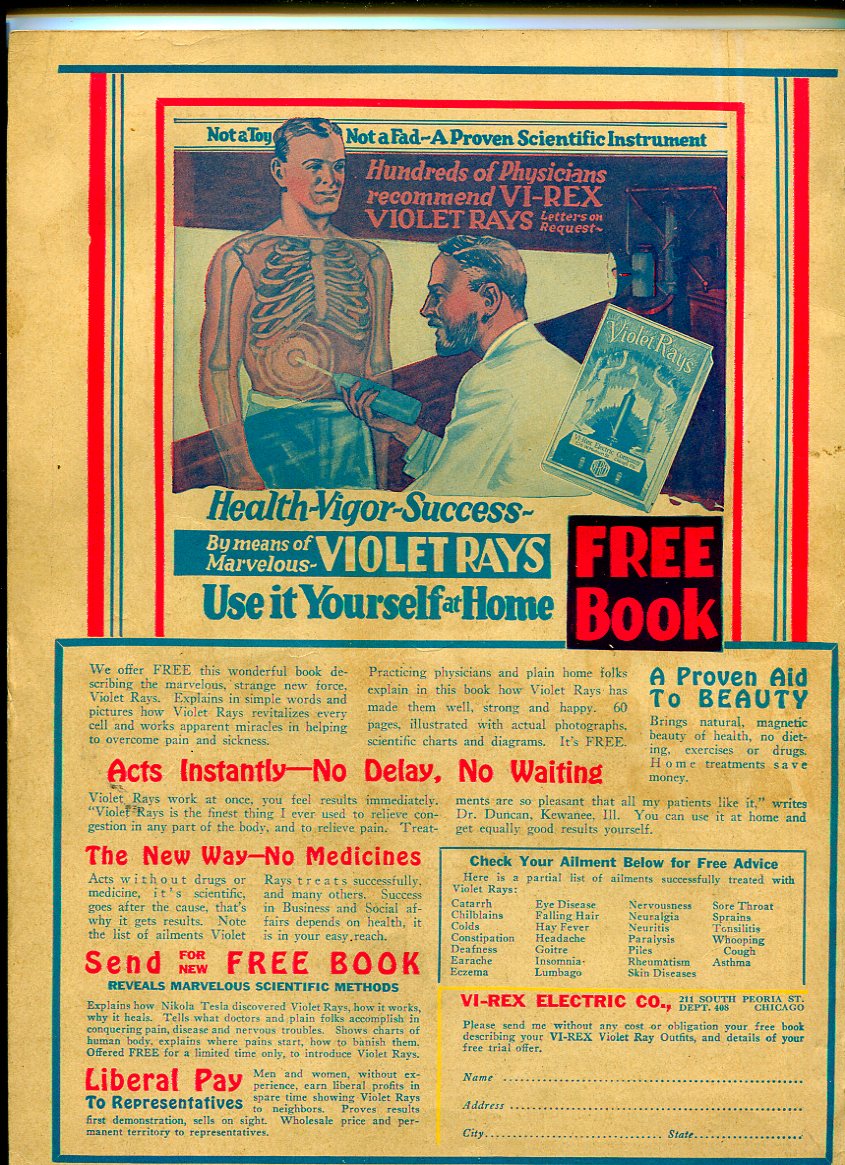 Not a Toy Not a Fad~A Proven Scientific Instrument
Hundreds of Physicians
recommend VI-REX
VIOLET RAYS Letters on
Request~
Violet Rays
Vi-Rex Electric Company
Health-Vigor-Success~
By means of
Marvelous~ VIOLET RAYS
Use it Yourself at Home
FREE
Book
We offer FREE this wonderful book de-
scribing the marvelous, strange new force,
Violet Rays. Explains in simple words and
pictures how Violet Rays revitalizes every
cell and works apparent miracles in helping
to overcome pain and sickness.
Practicing physicians and plain home folks
explain in this book how Violet Rays has
made them well, strong and happy. 60
pages, illustrated with actual photographs,
scientific charts and diagrams. It's FREE.
A Proven Aid
To BEAUTY
Brings natural, magnetic
beauty of health, no diet-
ing, exercises or drugs.
Home treatments save
money.
Acts Instantly—No Delay, No Waiting
Violet Rays work at once, you feel results immediately.
"Violet Rays is the finest thing I ever used to relieve con-
gestion in any part of the body, and to relieve pain. Treat-
ments are so pleasant that all my patients like it," writes
Dr. Duncan, Kewanee, Ill. You can use it at home and
get equally good results yourself.
The New Way—No Medicines
Acts without drugs or
medicine, it's scientific,
goes after the cause, that's
why it gets results. Note
the list of ailments Violet
Rays treats successfully,
and many others. Success
in Business and Social af-
fairs depends on health, it
is in your easy reach.
Check Your Ailment Below for Free Advice
Here is a partial list of ailments successfully treated with
Violet Rays:
Catarrh
Chilblains
Colds
Constipation
Deafness
Earache
Eczema
Eye Disease
Falling Hair
Hay Fever
Headache
Goitre
Insomnia
Lumbago
Nervousness
Neuralgia
Neuritis
Paralysis
Piles
Rheumatism
Skin Diseases
Sore Throat
Sprains
Tonsilitis
Whooping
Cough
Asthma
Send FOR NEW FREE BOOK
REVEALS MARVELOUS SCIENTIFIC METHODS
Explains how Nikola Tesla discovered Violet Rays, how it works,
why it heals. Tells what doctors and plain folks accomplish in
conquering pain, disease and nervous troubles. Shows charts of
human body, explains where pains start, how to banish them.
Offered FREE for a limited time only, to introduce Violet Rays.
Liberal Pay
To Representatives
Men and women, without ex-
perience, earn liberal profits in
spare time showing Violet Rays
to neighbors. Proves results
first demonstration, sells on sight. Wholesale price and per-
manent territory to representatives.
VI-REX ELECTRIC CO., 211 SOUTH PEORIA ST.
DEPT. 408 CHICAGO
Please send me without any cost or obligation your free book
describing your VI-REX Violet Ray Outfits, and details of your
free trial offer.
Name
Address
City State